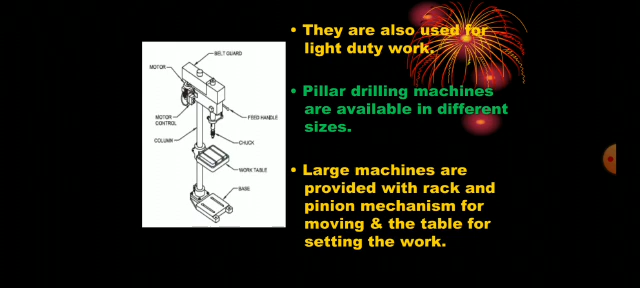 BELT GUARD
MOTOR
MOTOR
CONTROL
FEED HANDLE
COLUMN
CHUCK
WORK TABLE
BASE
• They are also used for
light duty work.
• Pillar drilling machines
are available in different
sizes.
• Large machines are
provided with rack and
pinion mechanism for
moving & the table for
setting the work.